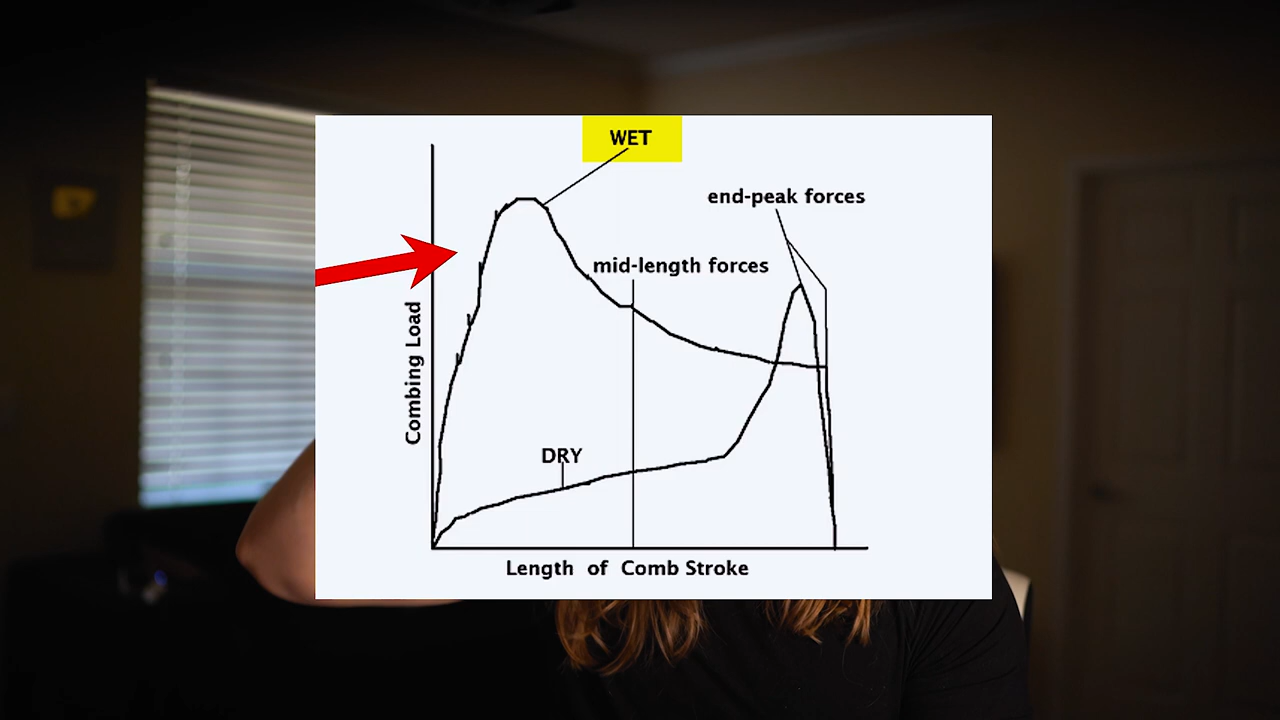 WET
end-peak forces
mid-length forces
Combing Load
DRY
Length of Comb Stroke